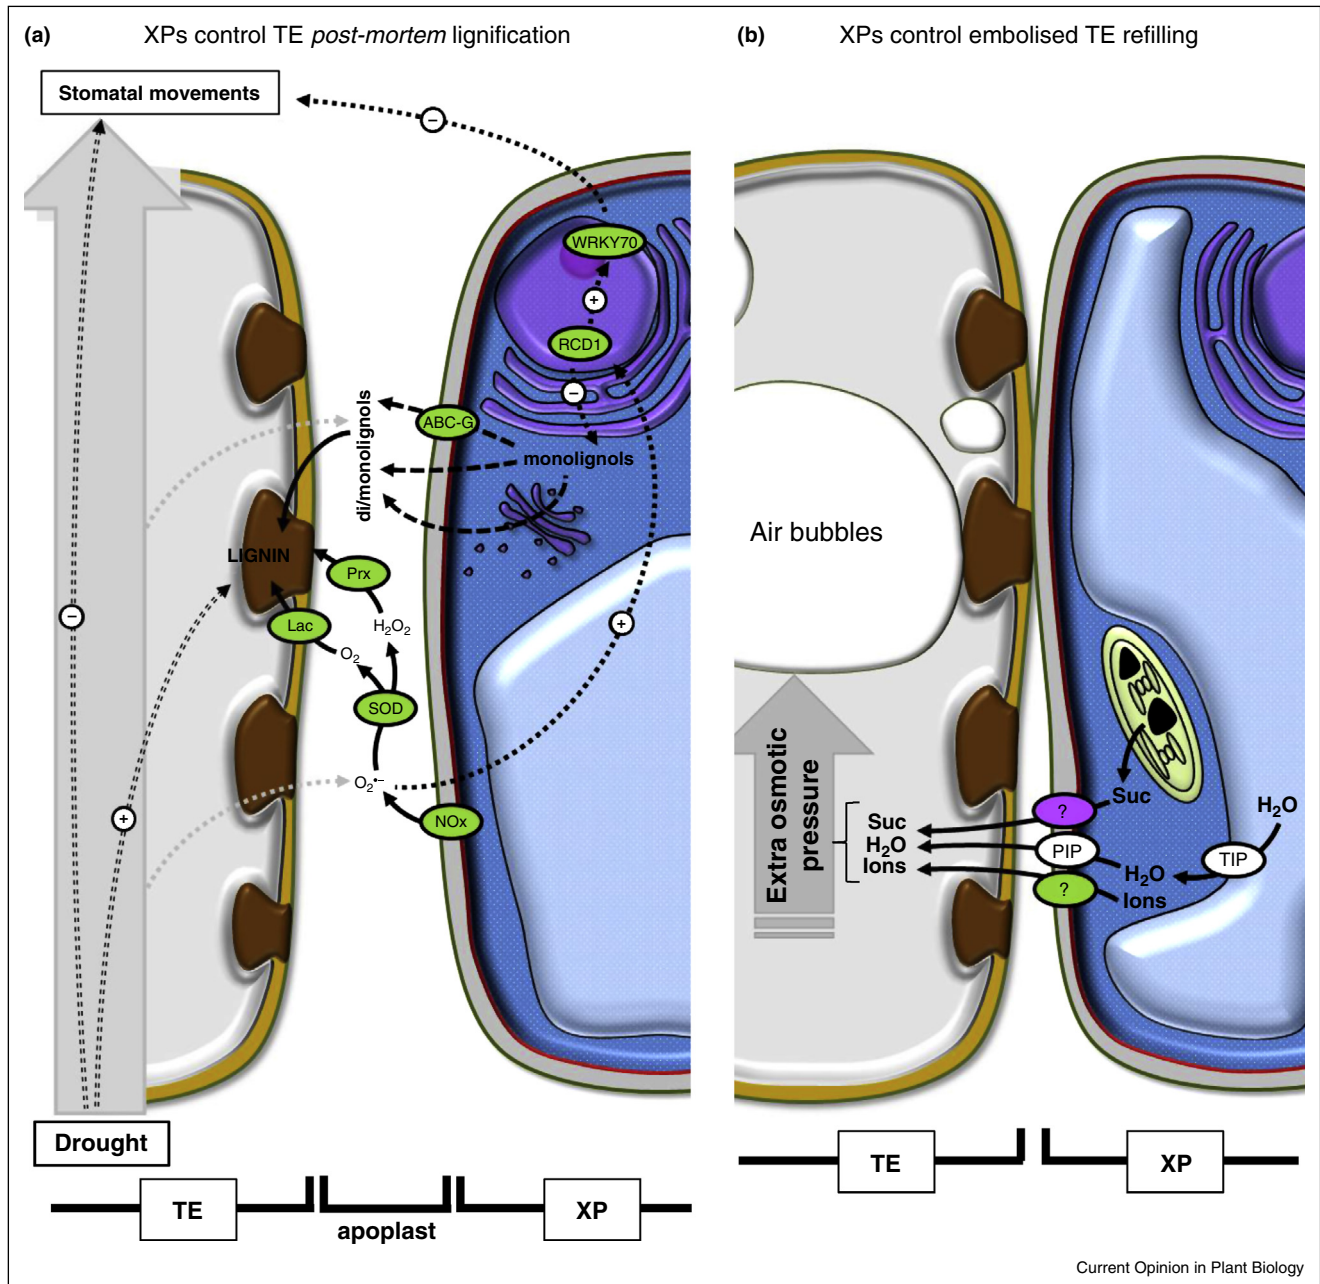 (a) XPs control TE post-mortem lignification
Stomatal movements
−
WRKY70
+
RCD1
−
ABC-G
monolignols
di/monolignols
LIGNIN
Prx
H2O2
Lac
O2
SOD
O2•−
NOx
+
−
+
Drought
TE
apoplast
XP
(b) XPs control embolised TE refilling
Air bubbles
Extra osmotic
pressure
Suc
H2O
Ions
?
PIP
?
Suc
H2O
Ions
TIP
H2O
TE
XP
Current Opinion in Plant Biology